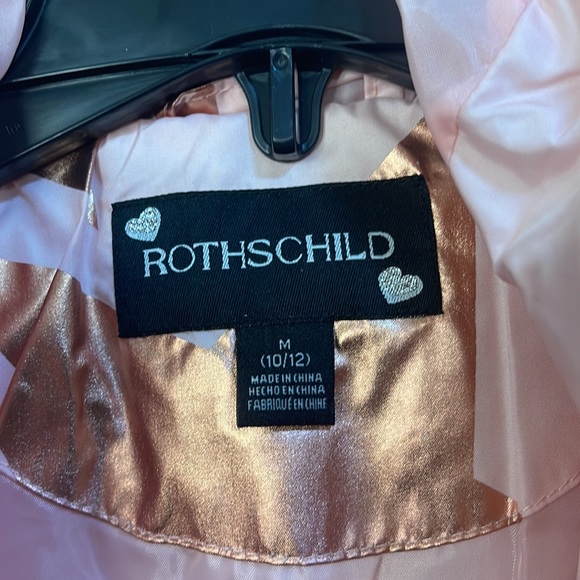 ROTHSCHILD
M
(10/12)
MADE IN CHINA
HECHO EN CHINA
FABRIQUÉ EN CHINE